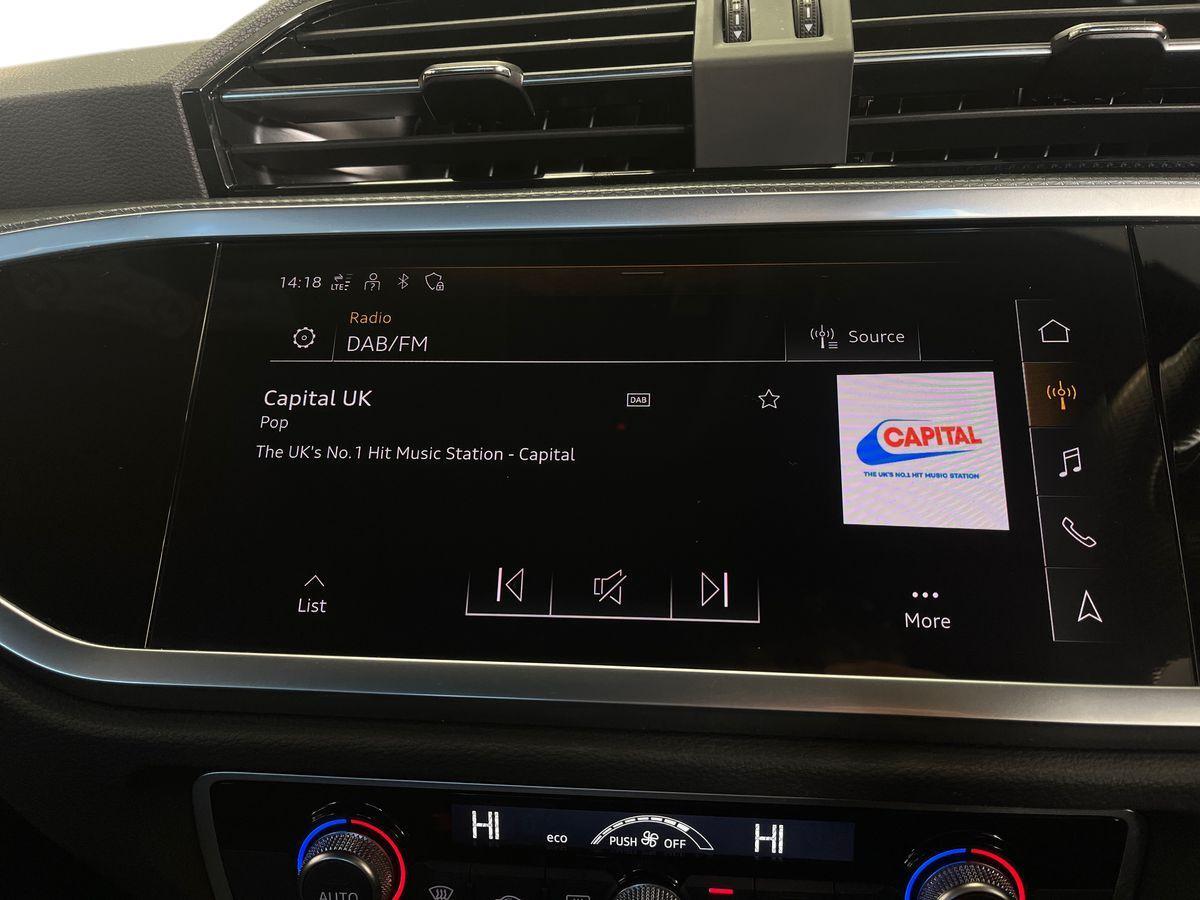 14:18
LTE
?
Radio
DAB/FM
Source
Capital UK
DAB
Pop
The UK's No.1 Hit Music Station - Capital
CAPITAL
THE UK'S NO.1 HIT MUSIC STATION
List
More
HI
eco
PUSH OFF
HI
AUTO